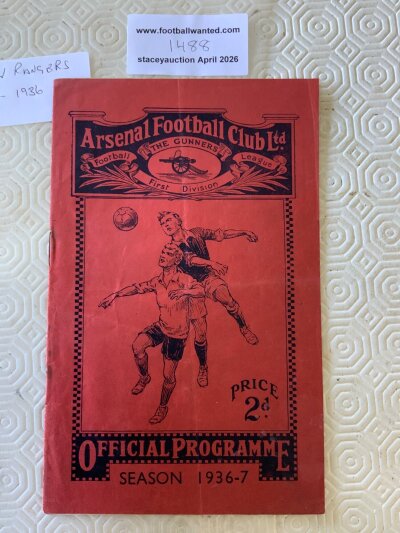 www.footballwanted.com
1488
staceyauction April 2026
RANGERS
- 1936
Arsenal Football Club Ltd
"THE GUNNERS"
Football League
First Division
PRICE
2d.
OFFICIAL PROGRAMME
SEASON 1936-7